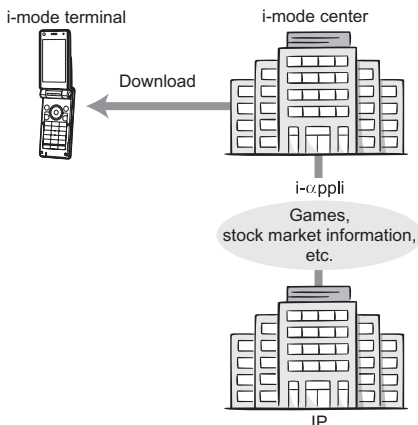 i-mode terminal
i-mode center
Download
i-αppli
Games,
stock market information,
etc.
IP